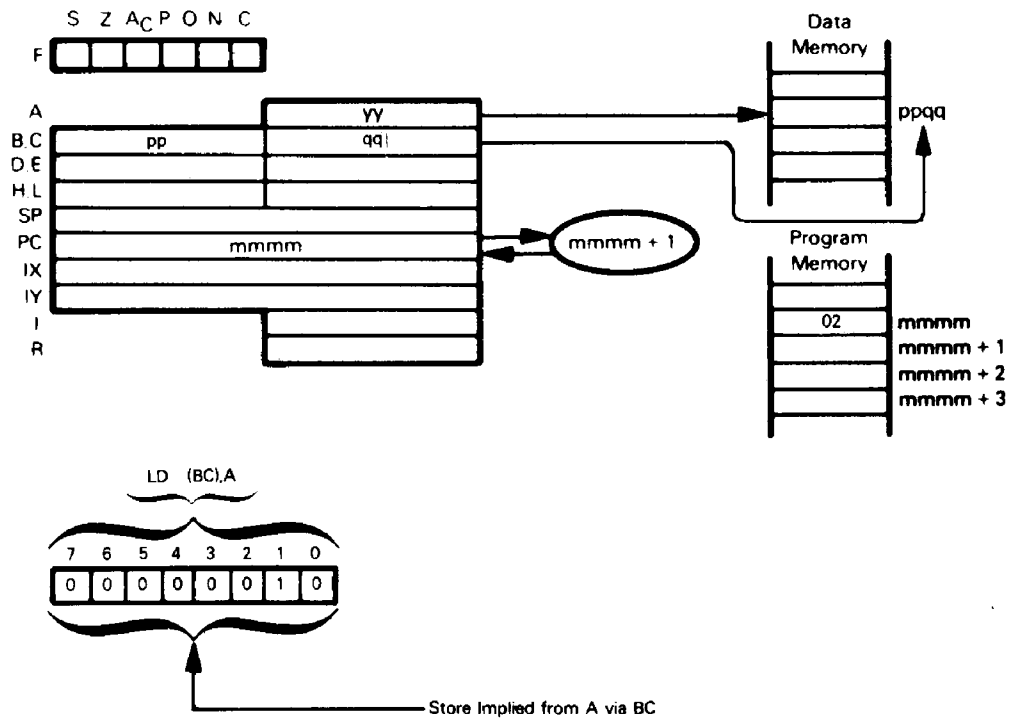 S Z AC P O N C
F
Data
Memory
A
yy
ppqq
B,C
pp
qq
D,E
H,L
SP
PC
mmmm
mmmm + 1
Program
Memory
IX
IY
I
02
mmmm
R
mmmm + 1
mmmm + 2
mmmm + 3
LD (BC),A
7 6 5 4 3 2 1 0
0 0 0 0 0 0 1 0
Store Implied from A via BC